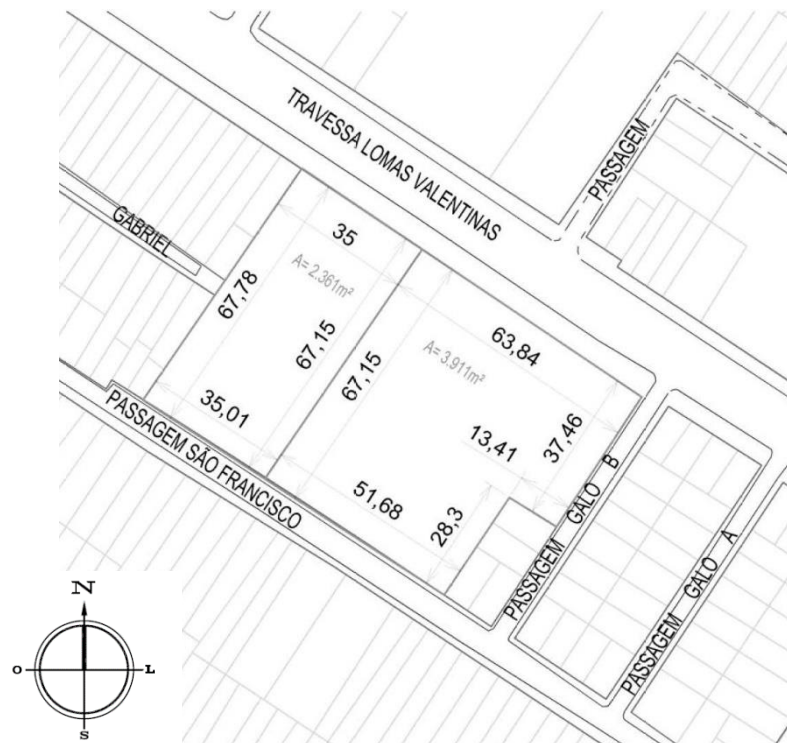 TRAVESSA LOMAS VALENTINAS
PASSAGEM
GABRIEL
35
A= 2.361m²
67,78
67,15
67,15
63,84
A= 3.911m²
35,01
13,41
37,46
PASSAGEM SÃO FRANCISCO
51,68
28,3
PASSAGEM GALO B
PASSAGEM GALO A
N
O
L
S